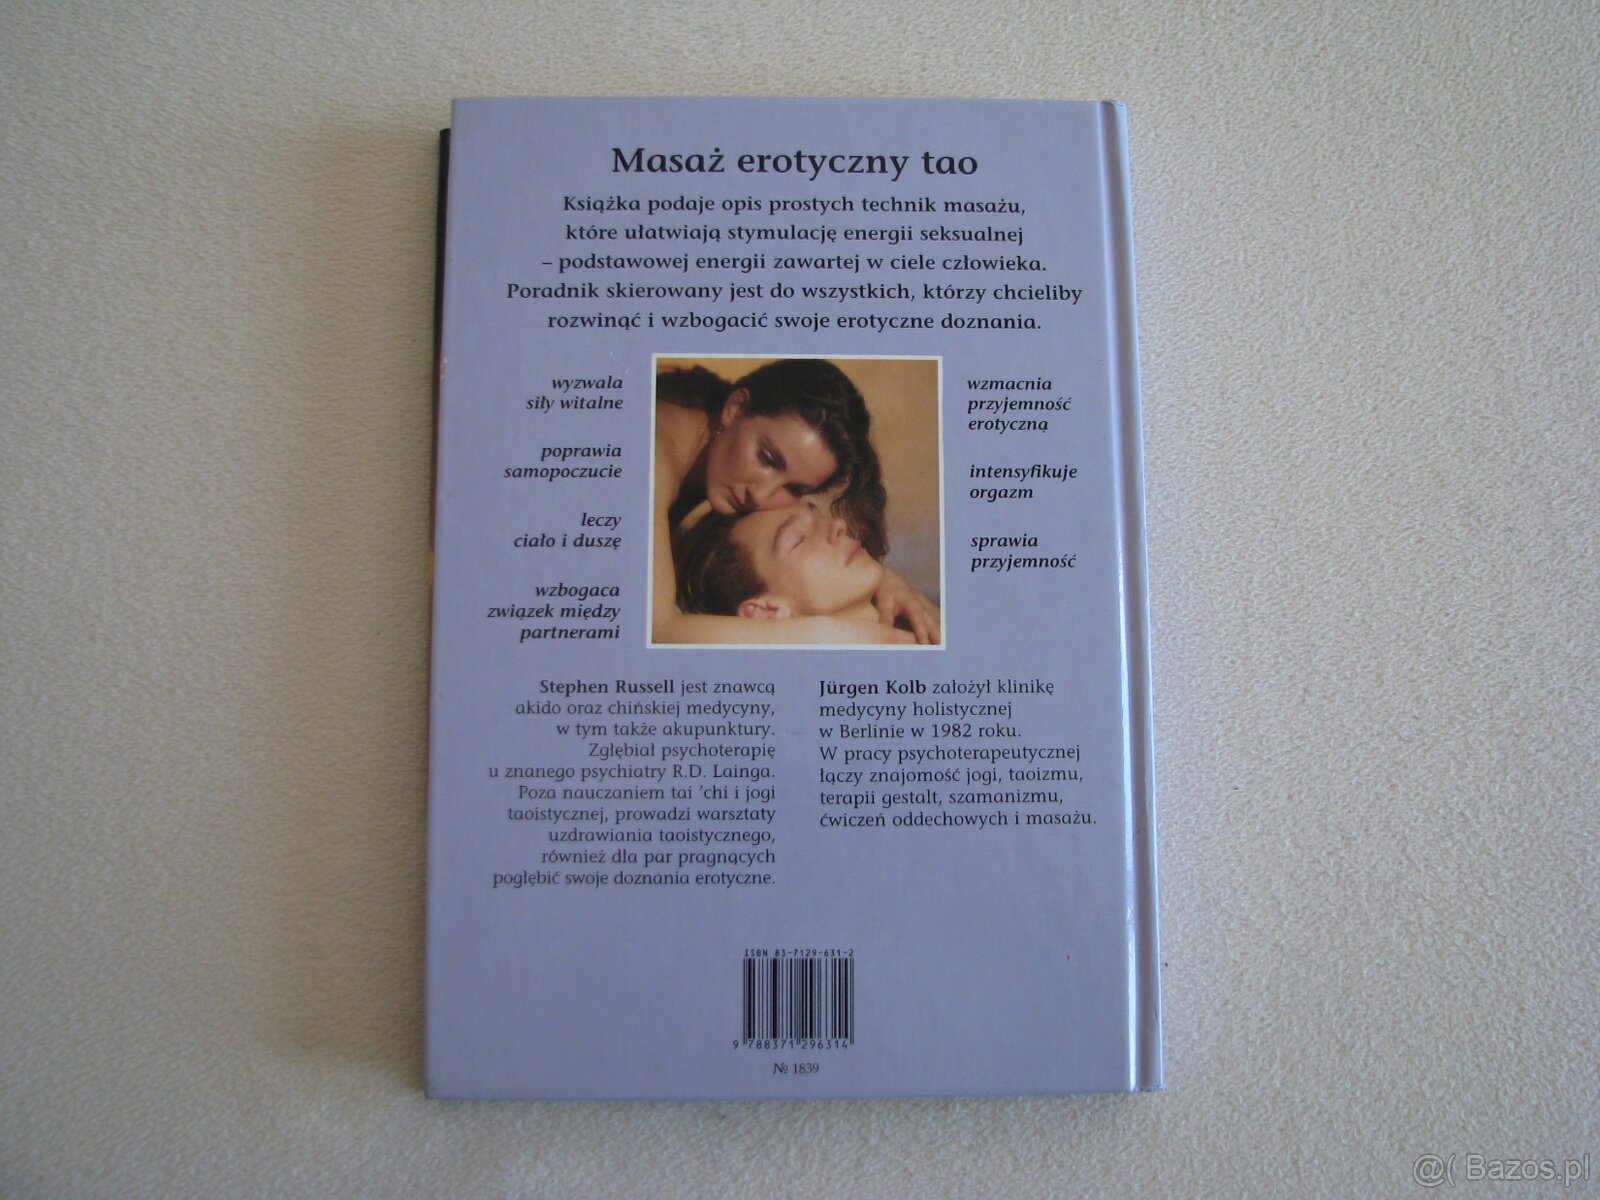 Masaż erotyczny tao
Książka podaje opis prostych technik masażu,
które ułatwiają stymulację energii seksualnej
– podstawowej energii zawartej w ciele człowieka.
Poradnik skierowany jest do wszystkich, którzy chcieliby
rozwinąć i wzbogacić swoje erotyczne doznania.
wyzwala
siły witalne
poprawia
samopoczucie
leczy
ciało i duszę
wzbogaca
związek między
partnerami
wzmacnia
przyjemność
erotyczną
intensyfikuje
orgazm
sprawia
przyjemność
Stephen Russell jest znawcą
akido oraz chińskiej medycyny,
w tym także akupunktury.
Zgłębiał psychoterapię
u znanego psychiatry R.D. Lainga.
Poza nauczaniem tai 'chi i jogi
taoistycznej, prowadzi warsztaty
uzdrawiania taoistycznego,
również dla par pragnących
pogłębić swoje doznania erotyczne.
Jürgen Kolb założył klinikę
medycyny holistycznej
w Berlinie w 1982 roku.
W pracy psychoterapeutycznej
łączy znajomość jogi, taoizmu,
terapii gestalt, szamanizmu,
ćwiczeń oddechowych i masażu.
ISBN 83-7129-631-2
9 788371 296314
№ 1839
@( Bazos.pl